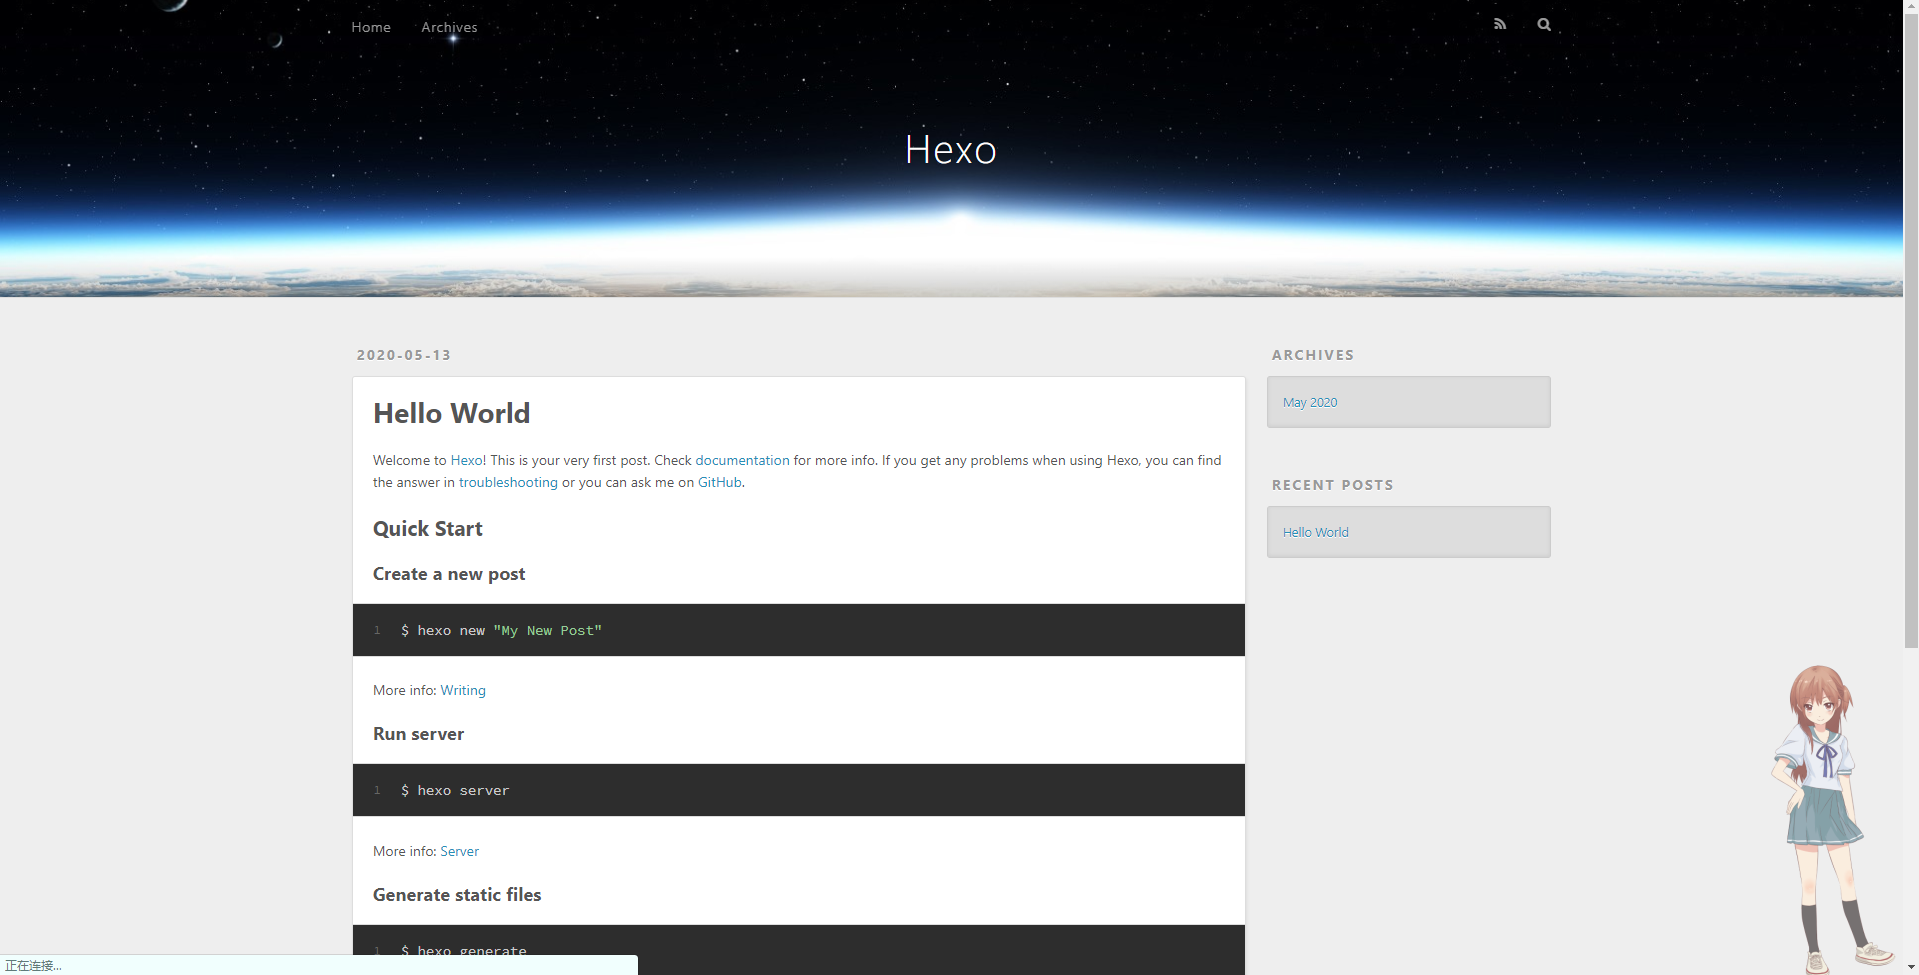 Home Archives
Hexo
2020-05-13
Hello World
Welcome to Hexo! This is your very first post. Check documentation for more info. If you get any problems when using Hexo, you can find
the answer in troubleshooting or you can ask me on GitHub.
Quick Start
Create a new post
1 $ hexo new "My New Post"
More info: Writing
Run server
1 $ hexo server
More info: Server
Generate static files
1 $ hexo generate
ARCHIVES
May 2020
RECENT POSTS
Hello World
正在连接...